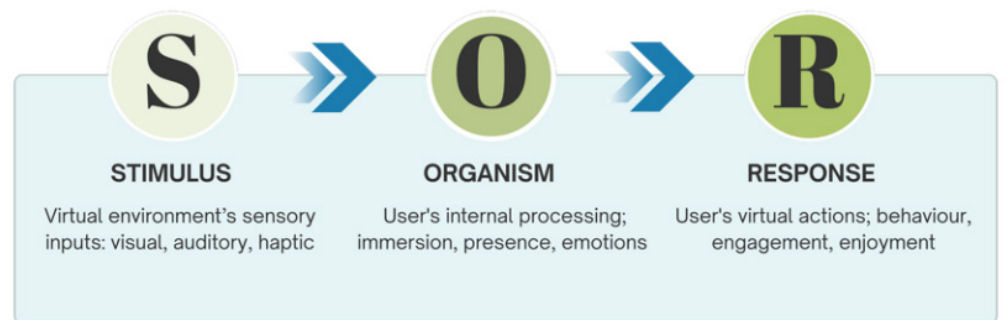 S
O
R
STIMULUS
Virtual environment’s sensory
inputs: visual, auditory, haptic
ORGANISM
User's internal processing;
immersion, presence, emotions
RESPONSE
User's virtual actions; behaviour,
engagement, enjoyment